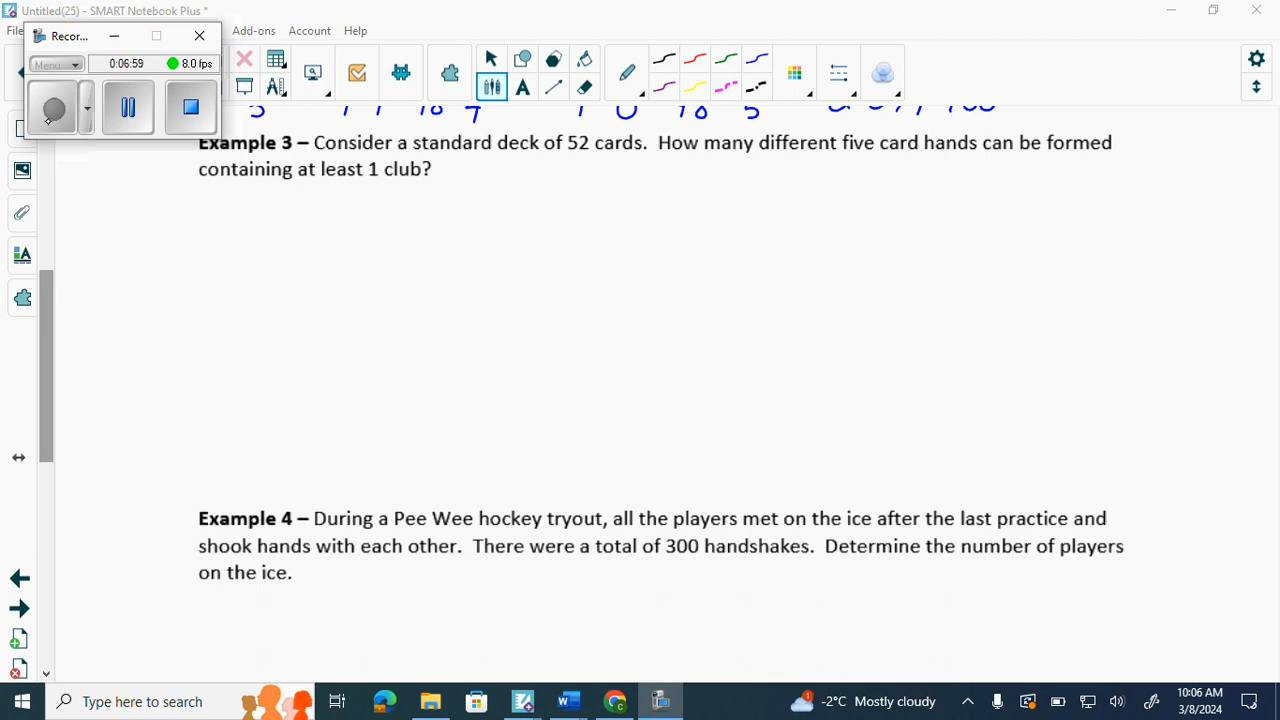 Untitled(25) - SMART Notebook Plus *
Recor...
Add-ons Account Help
Menu 0:06:59 8.0 fps
Example 3 – Consider a standard deck of 52 cards. How many different five card hands can be formed
containing at least 1 club?
Example 4 – During a Pee Wee hockey tryout, all the players met on the ice after the last practice and
shook hands with each other. There were a total of 300 handshakes. Determine the number of players
on the ice.
Type here to search
-2°C Mostly cloudy
10:06 AM
3/8/2024